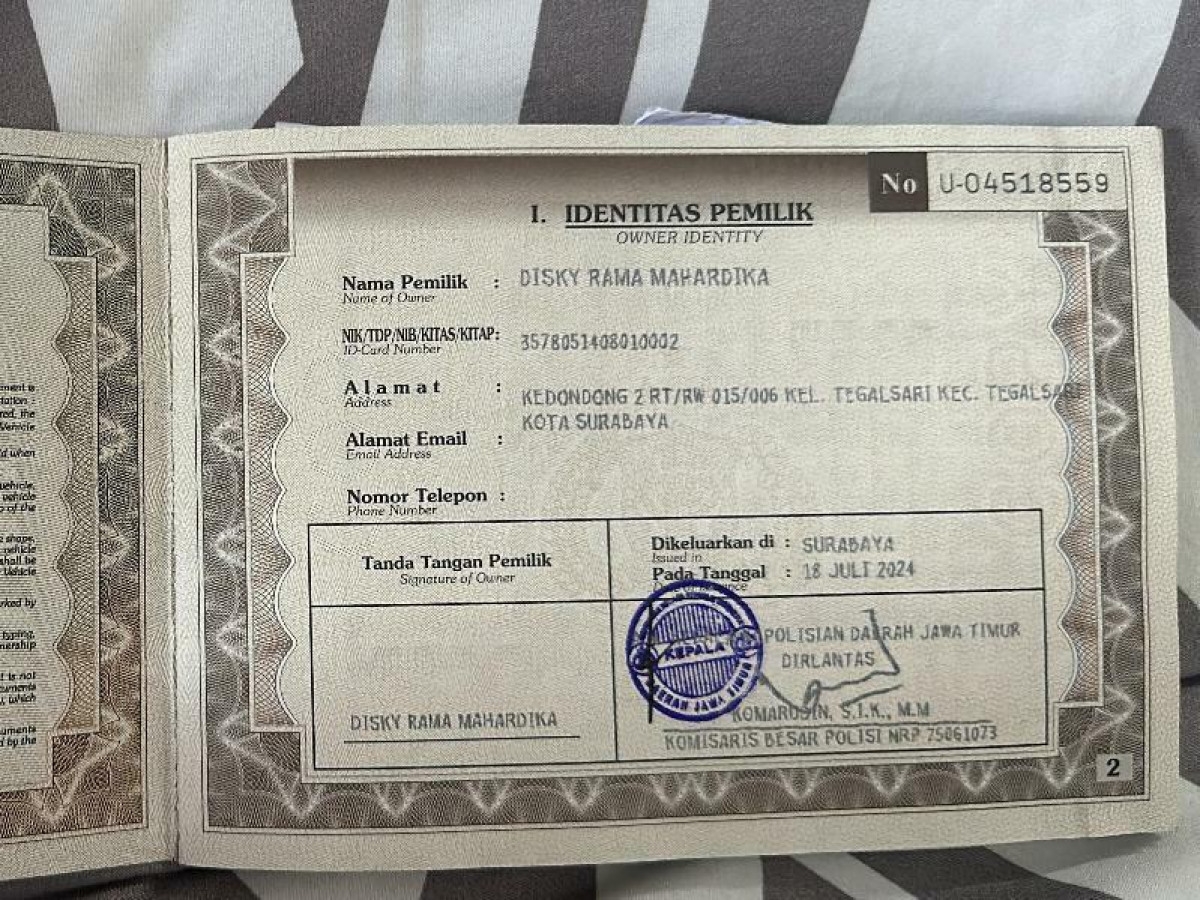 No U-04518559
I. IDENTITAS PEMILIK
OWNER IDENTITY
Nama Pemilik : DISKY RAMA MAHARDIKA
Name of Owner
NIK/TDP/NIB/KITAS/KITAP: 3578051408010002
ID-Card Number
Alamat : KEDONDONG 2 RT/RW 015/006 KEL. TEGALSARI KEC. TEGALSARI
Address
KOTA SURABAYA
Alamat Email :
Email Address
Nomor Telepon :
Phone Number
Tanda Tangan Pemilik
Signature of Owner
DISKY RAMA MAHARDIKA
Dikeluarkan di : SURABAYA
Issued in
Pada Tanggal : 18 JULI 2024
POLISIAN DAERAH JAWA TIMUR
DIRLANTAS
KEPALA
DAERAH JAWA TIMUR
KOMARUDIN, S.I.K., M.M
KOMISARIS BESAR POLISI NRP 75061073
2